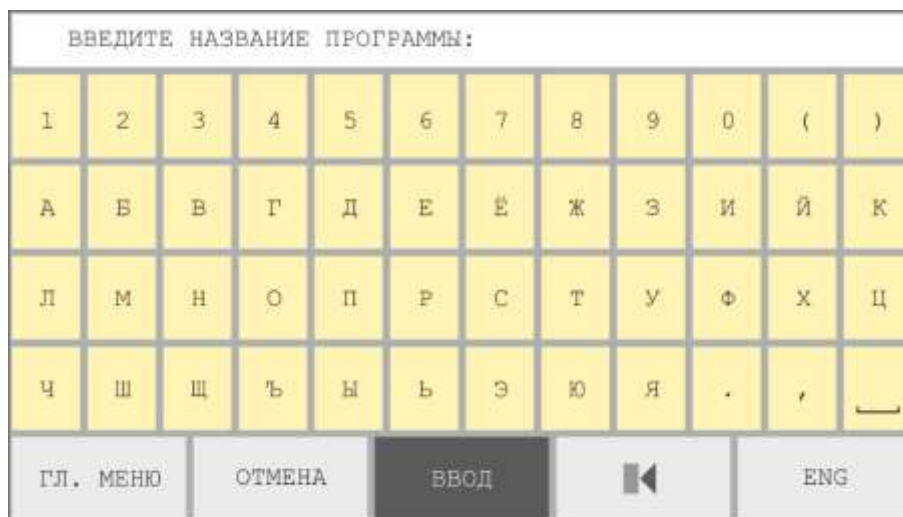 ВВЕДИТЕ НАЗВАНИЕ ПРОГРАММЫ:
1 2 3 4 5 6 7 8 9 0 ( )
А Б В Г Д Е Ё Ж З И Й К
Л М Н О П Р С Т У Ф Х Ц
Ч Ш Щ Ъ Ы Ь Э Ю Я . ,
ГЛ. МЕНЮ ОТМЕНА ВВОД ENG